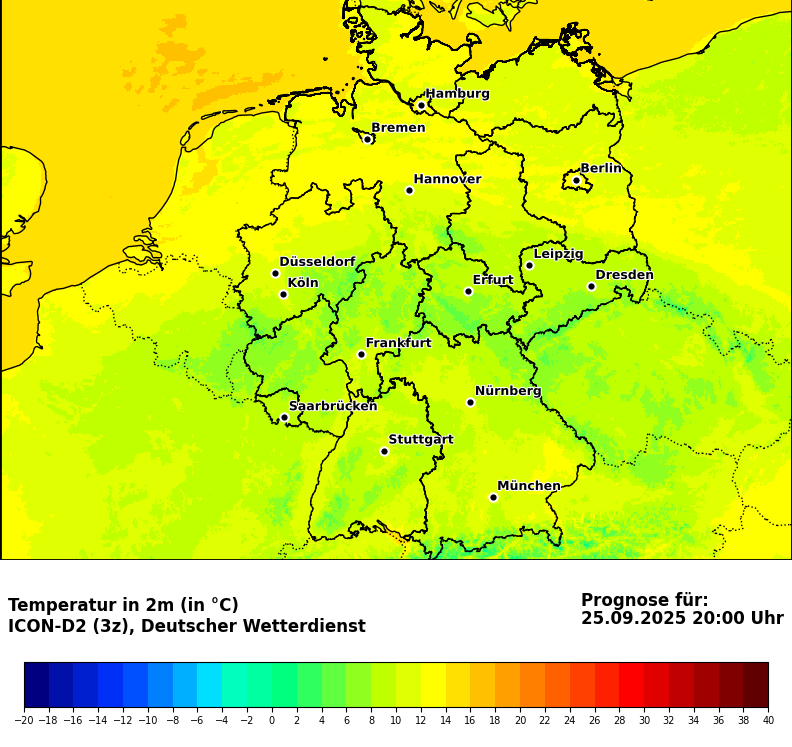 Hamburg
Bremen
Berlin
Hannover
Leipzig
Düsseldorf
Dresden
Köln
Erfurt
Frankfurt
Nürnberg
Saarbrücken
Stuttgart
München
Temperatur in 2m (in °C)
ICON-D2 (3z), Deutscher Wetterdienst
Prognose für:
25.09.2025 20:00 Uhr
−20 −18 −16 −14 −12 −10 −8 −6 −4 −2 0 2 4 6 8 10 12 14 16 18 20 22 24 26 28 30 32 34 36 38 40